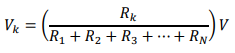 V_k = (R_k / (R_1 + R_2 + R_3 + ⋯ + R_N)) V